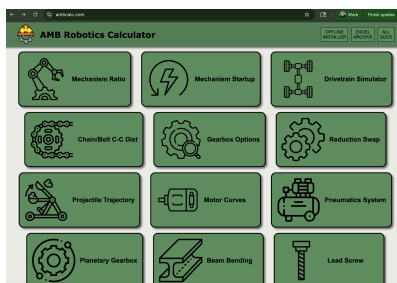 ambcalc.com
Work
Finish update
AMB Robotics Calculator
OFFLINE INSTALLER
EXCEL ARCHIVE
ALL DOCS
Mechanism Ratio
Mechanism Startup
Drivetrain Simulator
Chain/Belt C-C Dist
Gearbox Options
Reduction Swap
Projectile Trajectory
Motor Curves
Pneumatics System
Planetary Gearbox
Beam Bending
Lead Screw